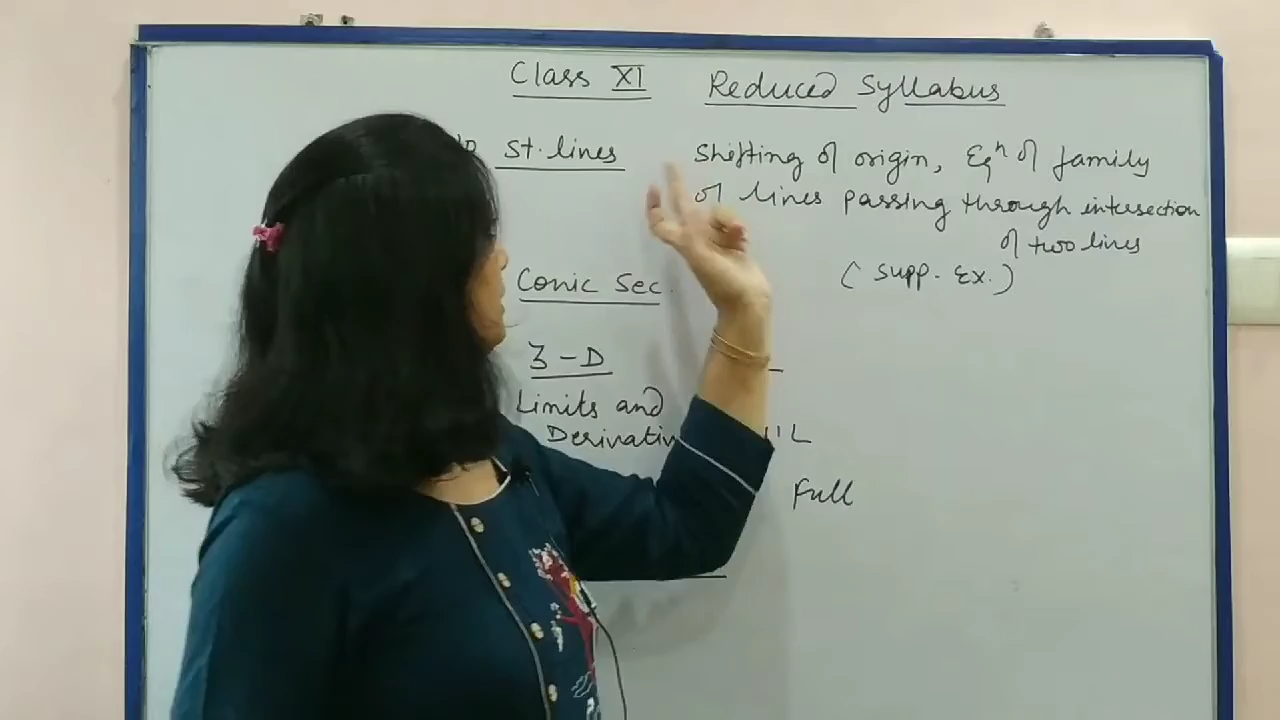 Class XI Reduced Syllabus
St. lines Shifting of origin, Eqn of family
of lines passing through intersection
of two lines
(Supp. Ex.)
Conic Sec.
3-D
Limits and
Derivativ
Full